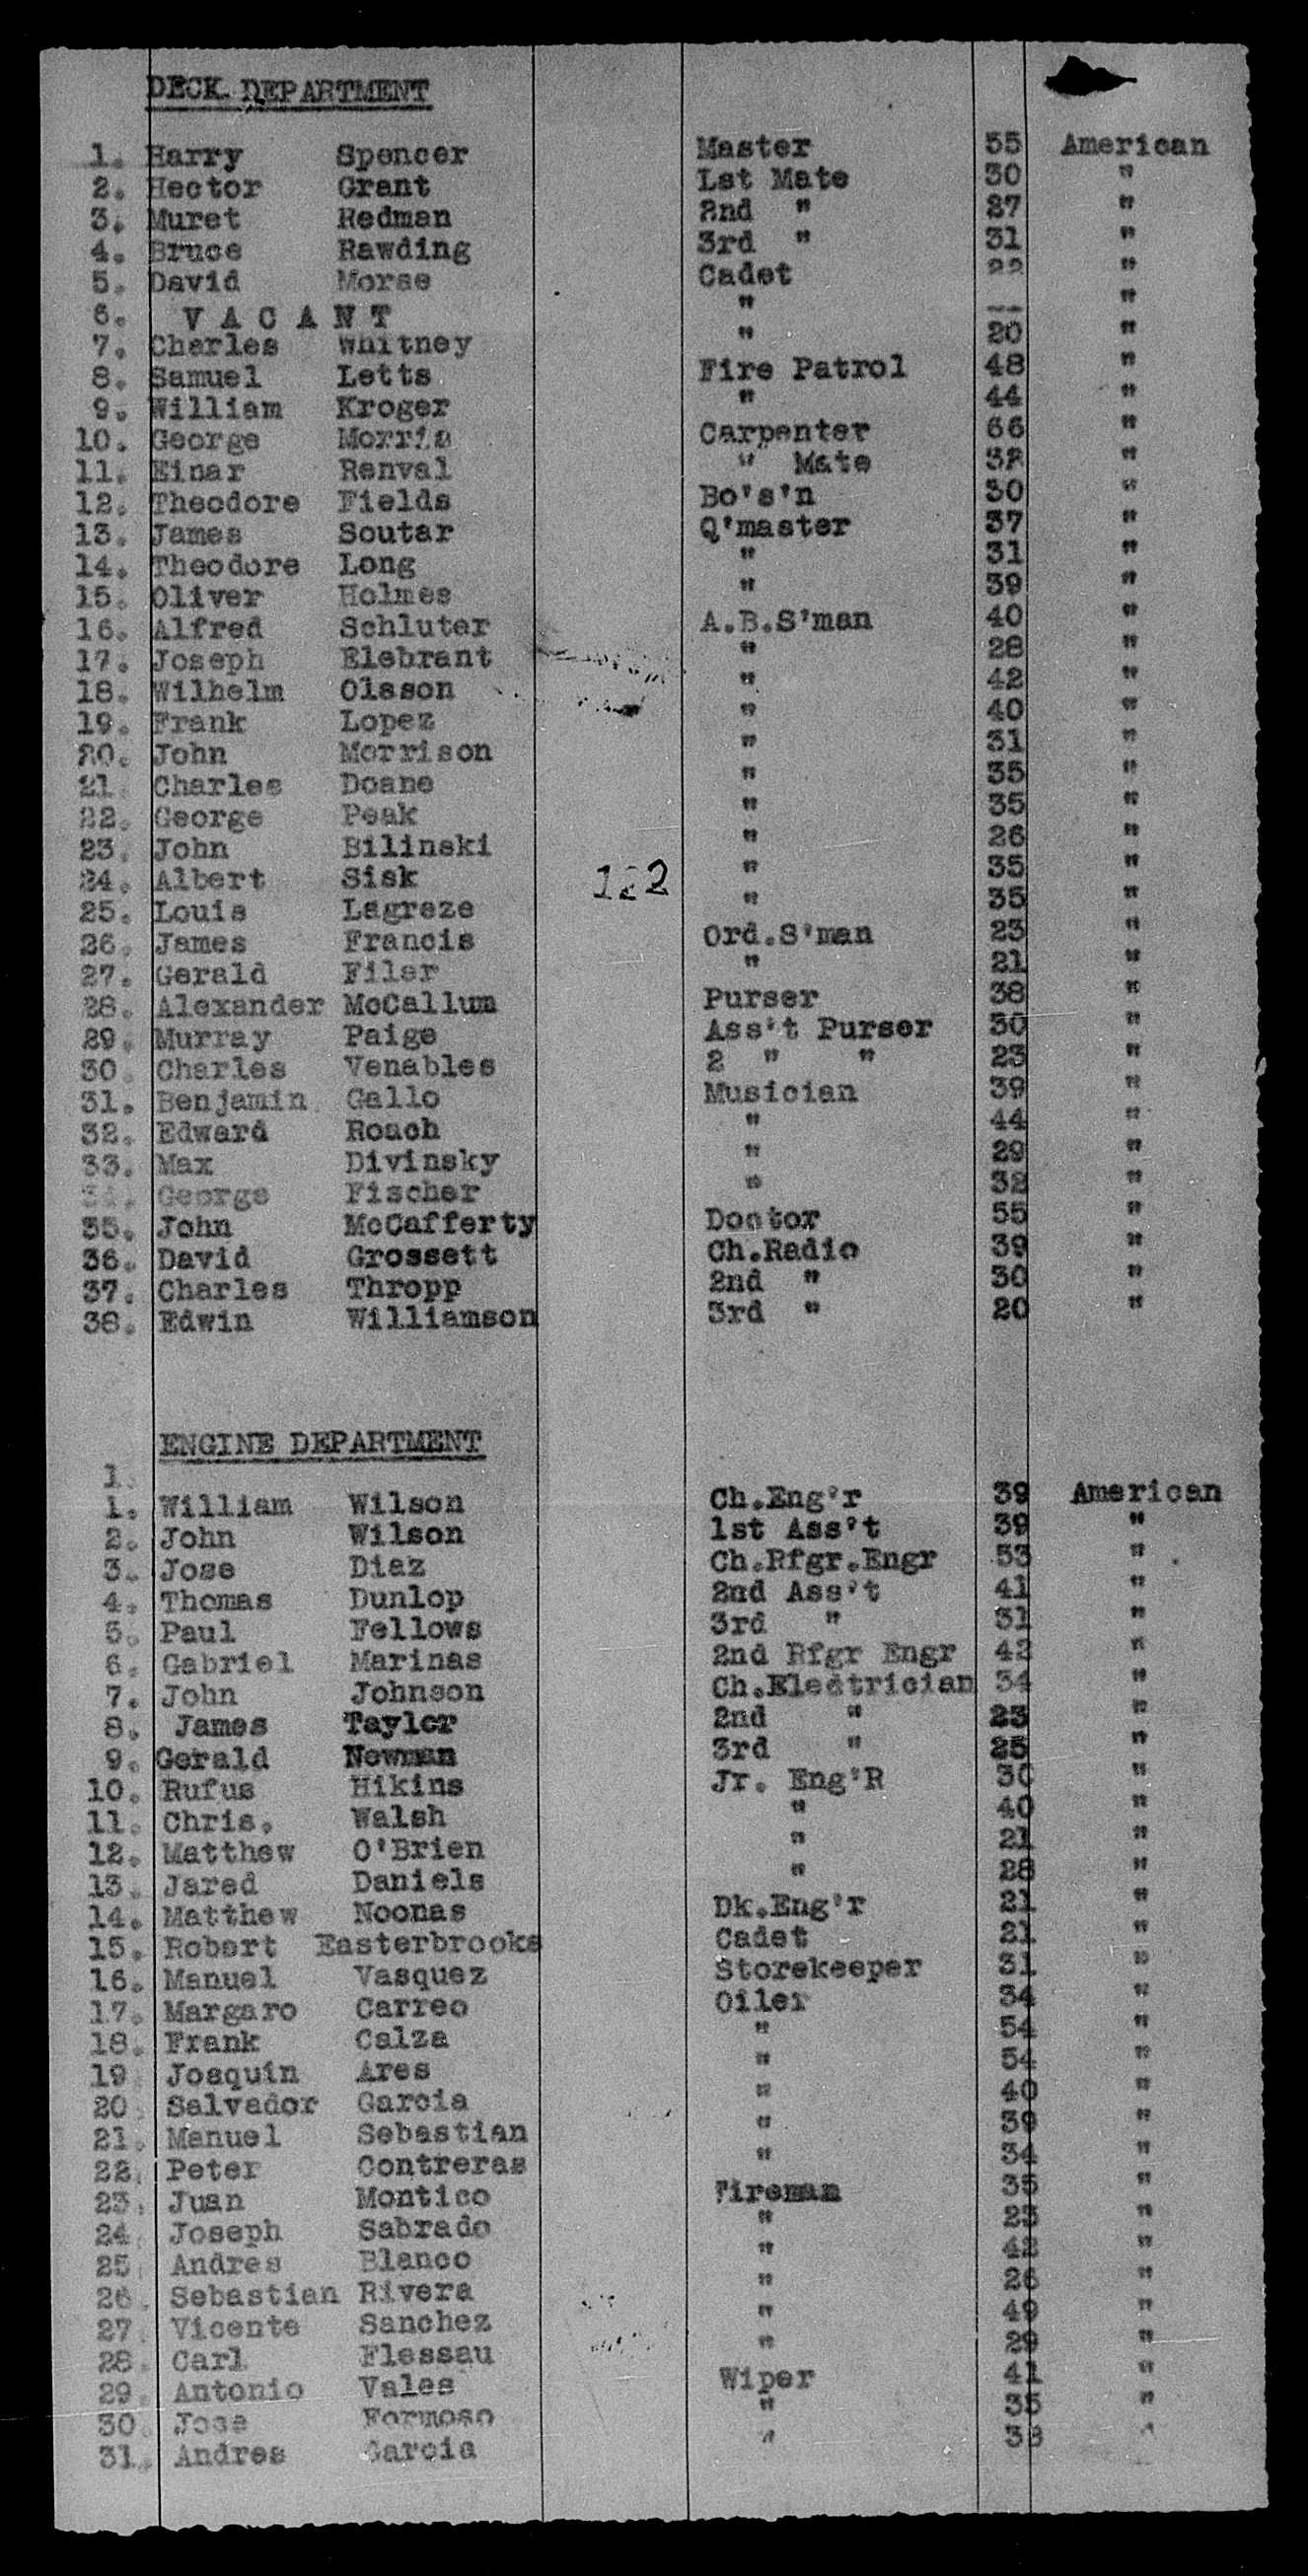 DECK DEPARTMENT
1. Harry Spencer Master 55 American
2. Hector Grant 1st Mate 30 "
3. Muret Redman 2nd " 27 "
4. Bruce Rawding 3rd " 31 "
5. David Morse Cadet 22 "
6. VACANT " -- "
7. Charles Whitney " 20 "
8. Samuel Letts Fire Patrol 48 "
9. William Kroger " 44 "
10. George Morris Carpenter 66 "
11. Einar Renval " Mate 32 "
12. Theodore Fields Bo's'n 30 "
13. James Soutar Q'master 37 "
14. Theodore Long " 31 "
15. Oliver Holmes " 39 "
16. Alfred Schluter A.B.S'man 40 "
17. Joseph Elebrant " 28 "
18. Wilhelm Olsson " 42 "
19. Frank Lopez " 40 "
20. John Morrison " 31 "
21. Charles Doane " 35 "
22. George Peak " 35 "
23. John Bilinski " 26 "
24. Albert Sisk 122 " 35 "
25. Louis Lagreze " 35 "
26. James Francis Ord.S'man 23 "
27. Gerald Filer " 21 "
28. Alexander McCallum Purser 38 "
29. Murray Paige Ass't Purser 30 "
30. Charles Venables 2 " " 23 "
31. Benjamin Gallo Musician 39 "
32. Edward Roach " 44 "
33. Max Divinsky " 29 "
34. George Fischer " 32 "
35. John McCafferty Doctor 55 "
36. David Grossett Ch.Radio 39 "
37. Charles Thropp 2nd " 30 "
38. Edwin Williamson 3rd " 20 "
ENGINE DEPARTMENT
1.
1. William Wilson Ch.Eng'r 39 American
2. John Wilson 1st Ass't 39 "
3. Jose Diaz Ch.Rfgr.Engr 53 "
4. Thomas Dunlop 2nd Ass't 41 "
5. Paul Fellows 3rd " 31 "
6. Gabriel Marinas 2nd Rfgr Engr 42 "
7. John Johnson Ch.Electrician 34 "
8. James Taylor 2nd " 23 "
9. Gerald Newman 3rd " 25 "
10. Rufus Hikins Jr. Eng'R 30 "
11. Chris. Walsh " 40 "
12. Matthew O'Brien " 21 "
13. Jared Daniels " 28 "
14. Matthew Noonas Dk.Eng'r 21 "
15. Robert Easterbrooks Cadet 21 "
16. Manuel Vasquez Storekeeper 31 "
17. Margaro Carreo Oiler 34 "
18. Frank Calza " 54 "
19. Joaquin Ares " 54 "
20. Salvador Garcia " 40 "
21. Manuel Sebastian " 39 "
22. Peter Contreras " 34 "
23. Juan Montico Fireman 35 "
24. Joseph Sabrado " 23 "
25. Andres Blanco " 42 "
26. Sebastian Rivera " 26 "
27. Vicente Sanchez " 49 "
28. Carl Flessau " 29 "
29. Antonio Vales Wiper 41 "
30. Jose Formoso " 35 "
31. Andres Garcia " 38 "